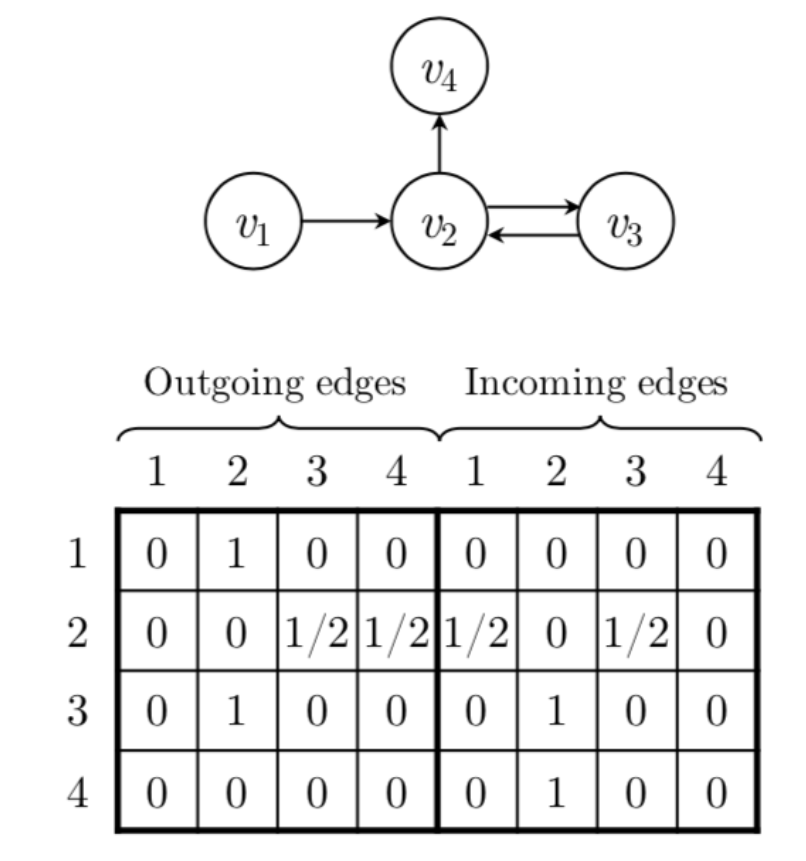 v4
v1 v2 v3
Outgoing edges Incoming edges
1 2 3 4 1 2 3 4
1 0 1 0 0 0 0 0 0
2 0 0 1/2 1/2 1/2 0 1/2 0
3 0 1 0 0 0 1 0 0
4 0 0 0 0 0 1 0 0